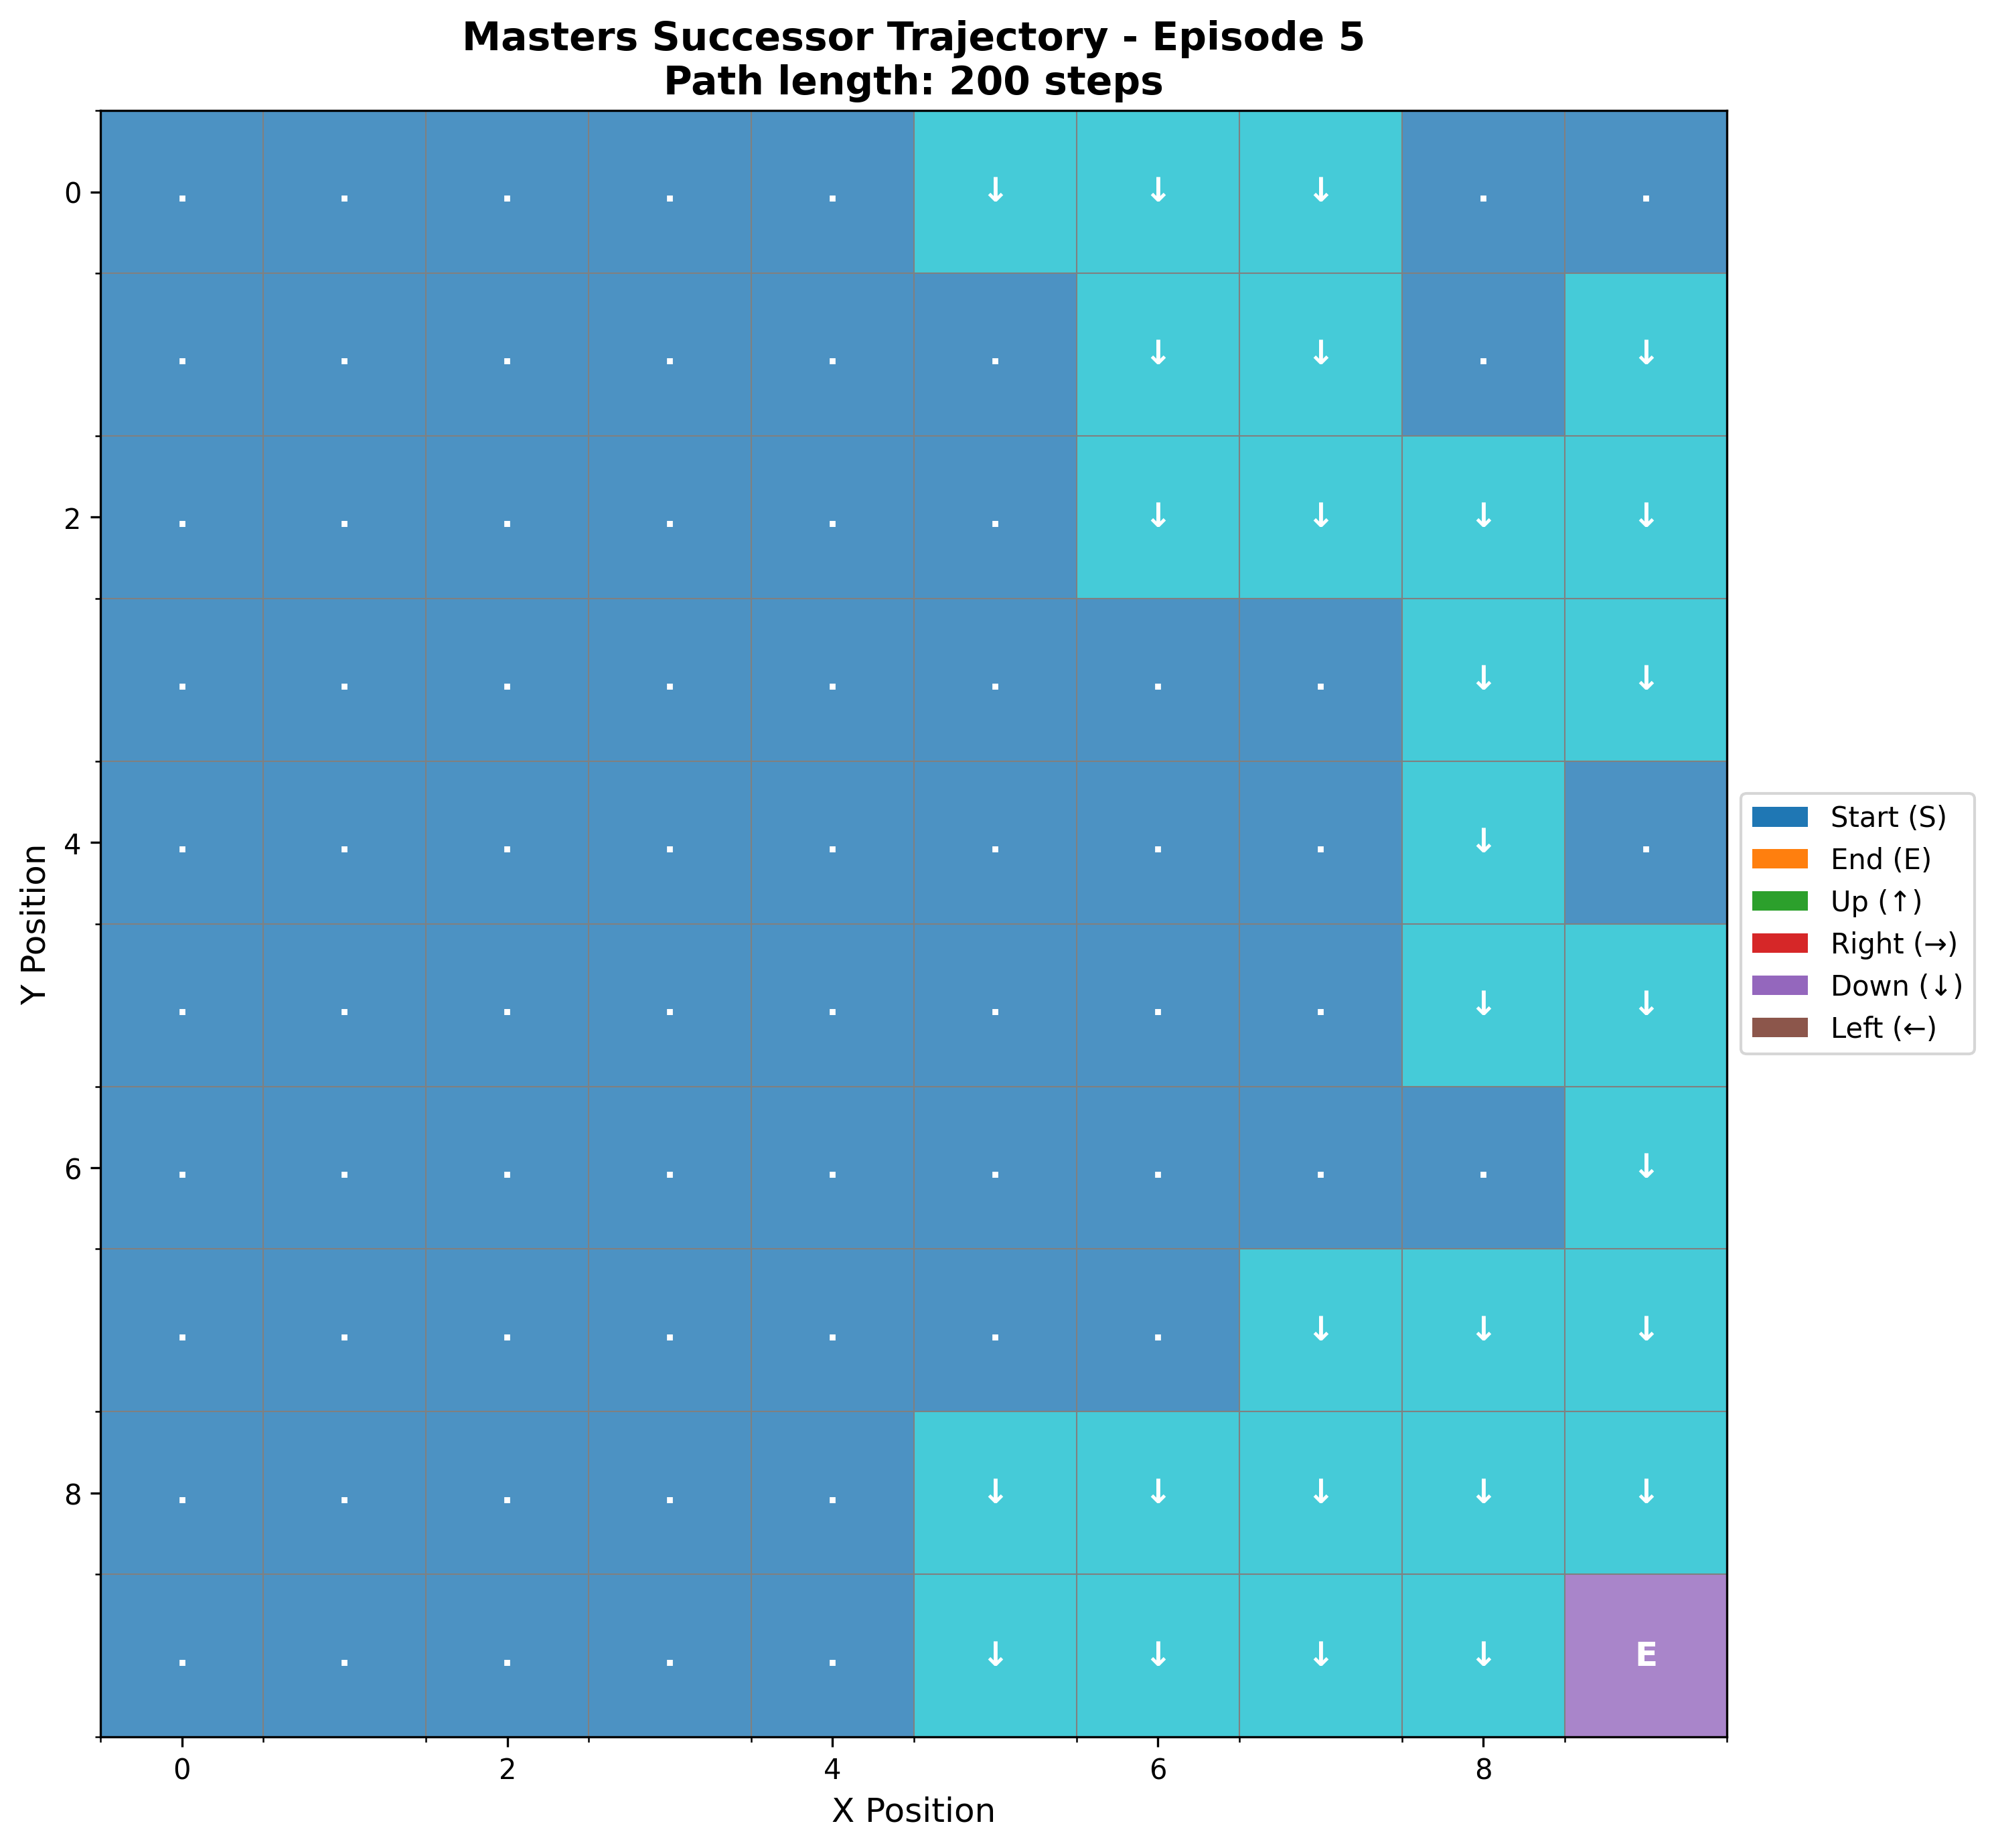 Masters Successor Trajectory - Episode 5
Path length: 200 steps
0 . . . . . ↓ ↓ ↓ . .
. . . . . . ↓ ↓ . ↓
2 . . . . . . ↓ ↓ ↓ ↓
. . . . . . . . ↓ ↓
4 . . . . . . . . ↓ .
. . . . . . . . ↓ ↓
6 . . . . . . . . . ↓
. . . . . . . ↓ ↓ ↓
8 . . . . . ↓ ↓ ↓ ↓ ↓
. . . . . ↓ ↓ ↓ ↓ E
0 2 4 6 8
X Position
Y Position
Start (S)
End (E)
Up (↑)
Right (→)
Down (↓)
Left (←)